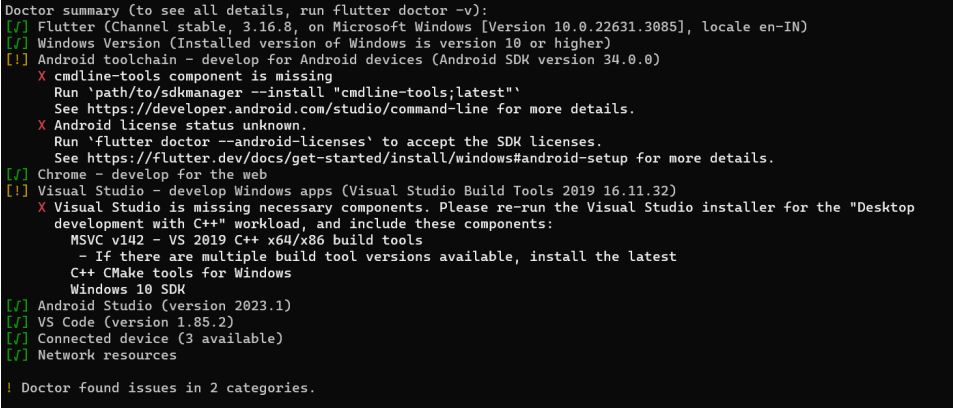 Doctor summary (to see all details, run flutter doctor -v):
[√] Flutter (Channel stable, 3.16.8, on Microsoft Windows [Version 10.0.22631.3085], locale en-IN)
[√] Windows Version (Installed version of Windows is version 10 or higher)
[!] Android toolchain - develop for Android devices (Android SDK version 34.0.0)
    X cmdline-tools component is missing
      Run `path/to/sdkmanager --install "cmdline-tools;latest"`
      See https://developer.android.com/studio/command-line for more details.
    X Android license status unknown.
      Run `flutter doctor --android-licenses` to accept the SDK licenses.
      See https://flutter.dev/docs/get-started/install/windows#android-setup for more details.
[√] Chrome - develop for the web
[!] Visual Studio - develop Windows apps (Visual Studio Build Tools 2019 16.11.32)
    X Visual Studio is missing necessary components. Please re-run the Visual Studio installer for the "Desktop
      development with C++" workload, and include these components:
        MSVC v142 - VS 2019 C++ x64/x86 build tools
         - If there are multiple build tool versions available, install the latest
        C++ CMake tools for Windows
        Windows 10 SDK
[√] Android Studio (version 2023.1)
[√] VS Code (version 1.85.2)
[√] Connected device (3 available)
[√] Network resources

! Doctor found issues in 2 categories.